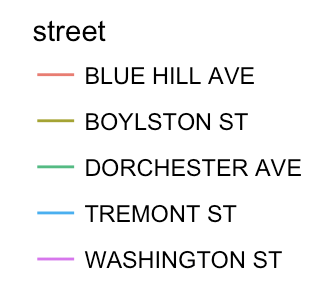 street
BLUE HILL AVE
BOYLSTON ST
DORCHESTER AVE
TREMONT ST
WASHINGTON ST